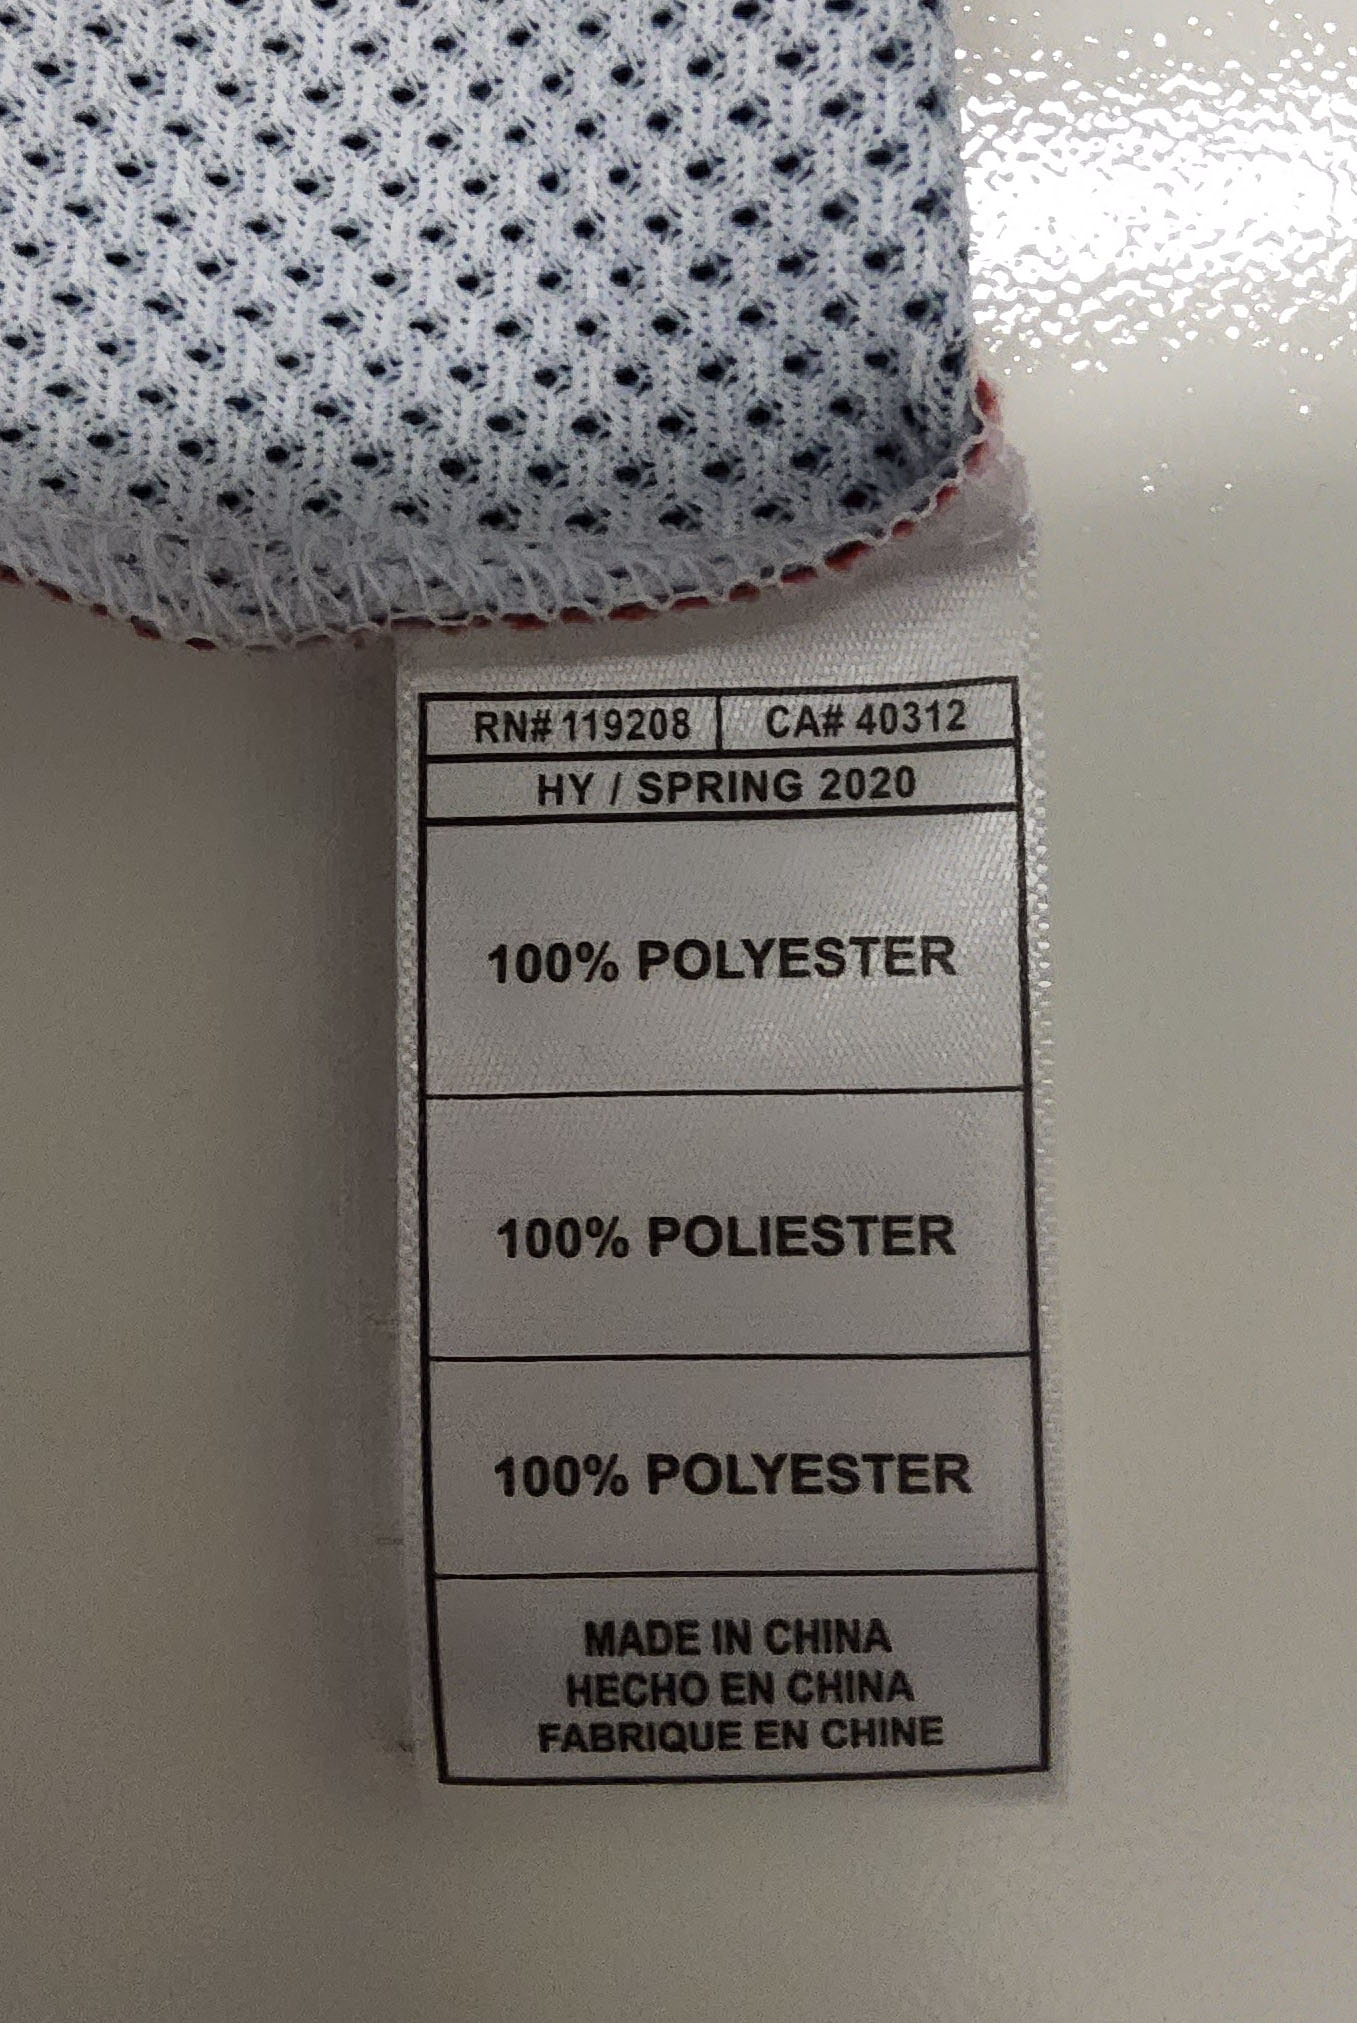 RN# 119208 CA# 40312
HY / SPRING 2020
100% POLYESTER
100% POLIESTER
100% POLYESTER
MADE IN CHINA
HECHO EN CHINA
FABRIQUE EN CHINE